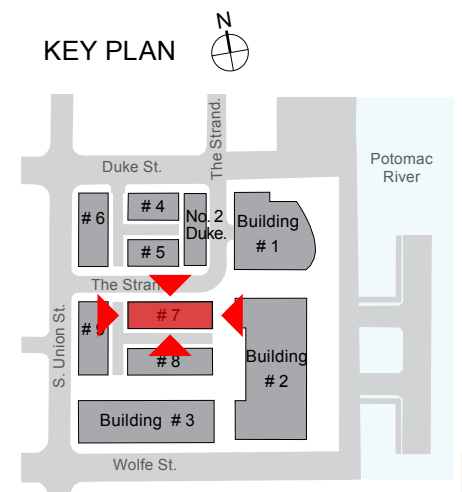 N
KEY PLAN
The Strand.
Duke St.
Potomac
River
# 6
# 4
No. 2
Duke.
Building
# 1
# 5
The Stran
# 7
S. Union St.
# 9
# 8
Building
# 2
Building # 3
Wolfe St.